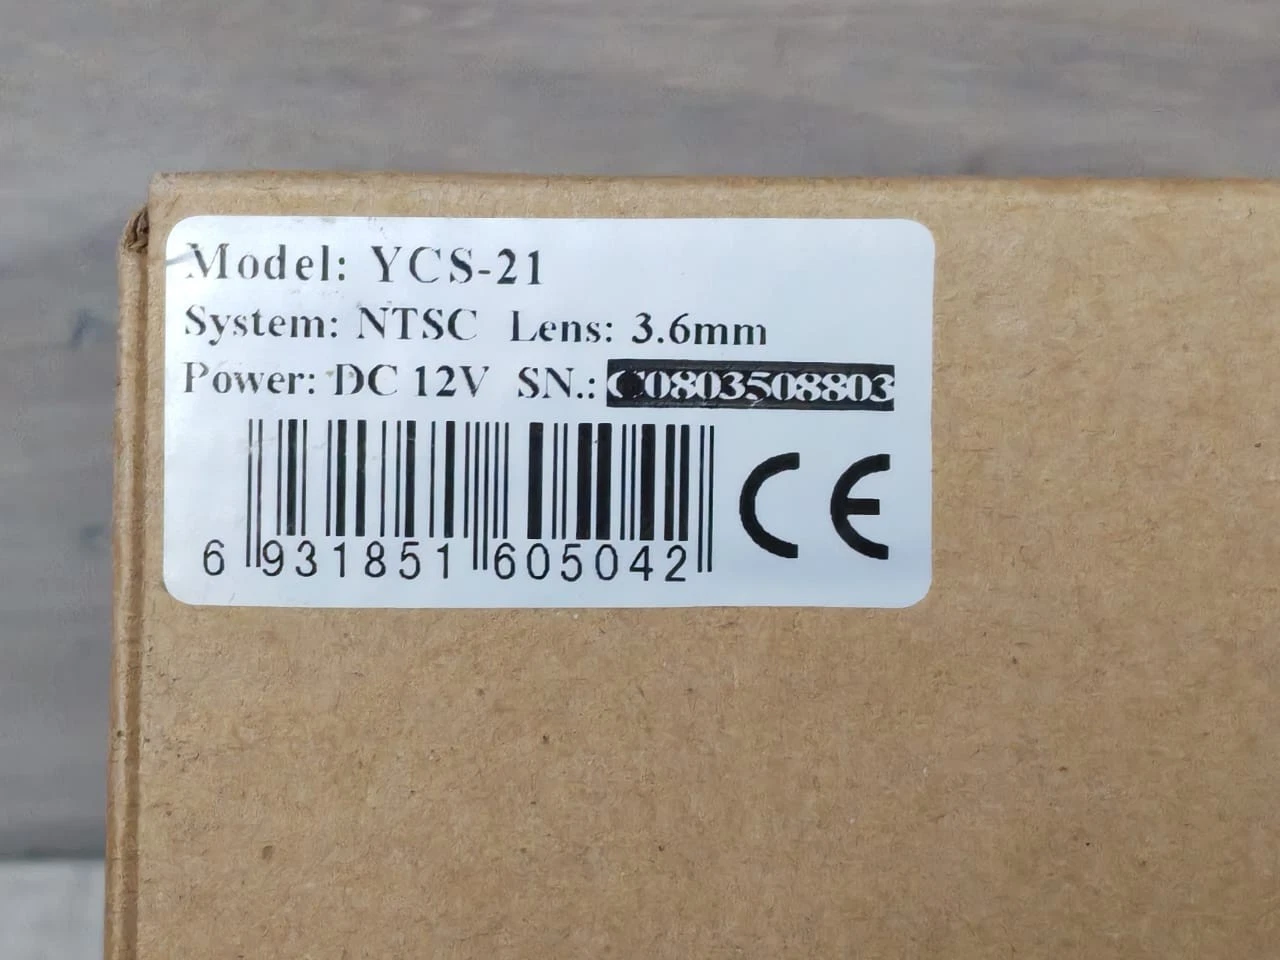 Model: YCS-21
System: NTSC Lens: 3.6mm
Power: DC 12V SN.: C0803508803
6 931851 605042
CE